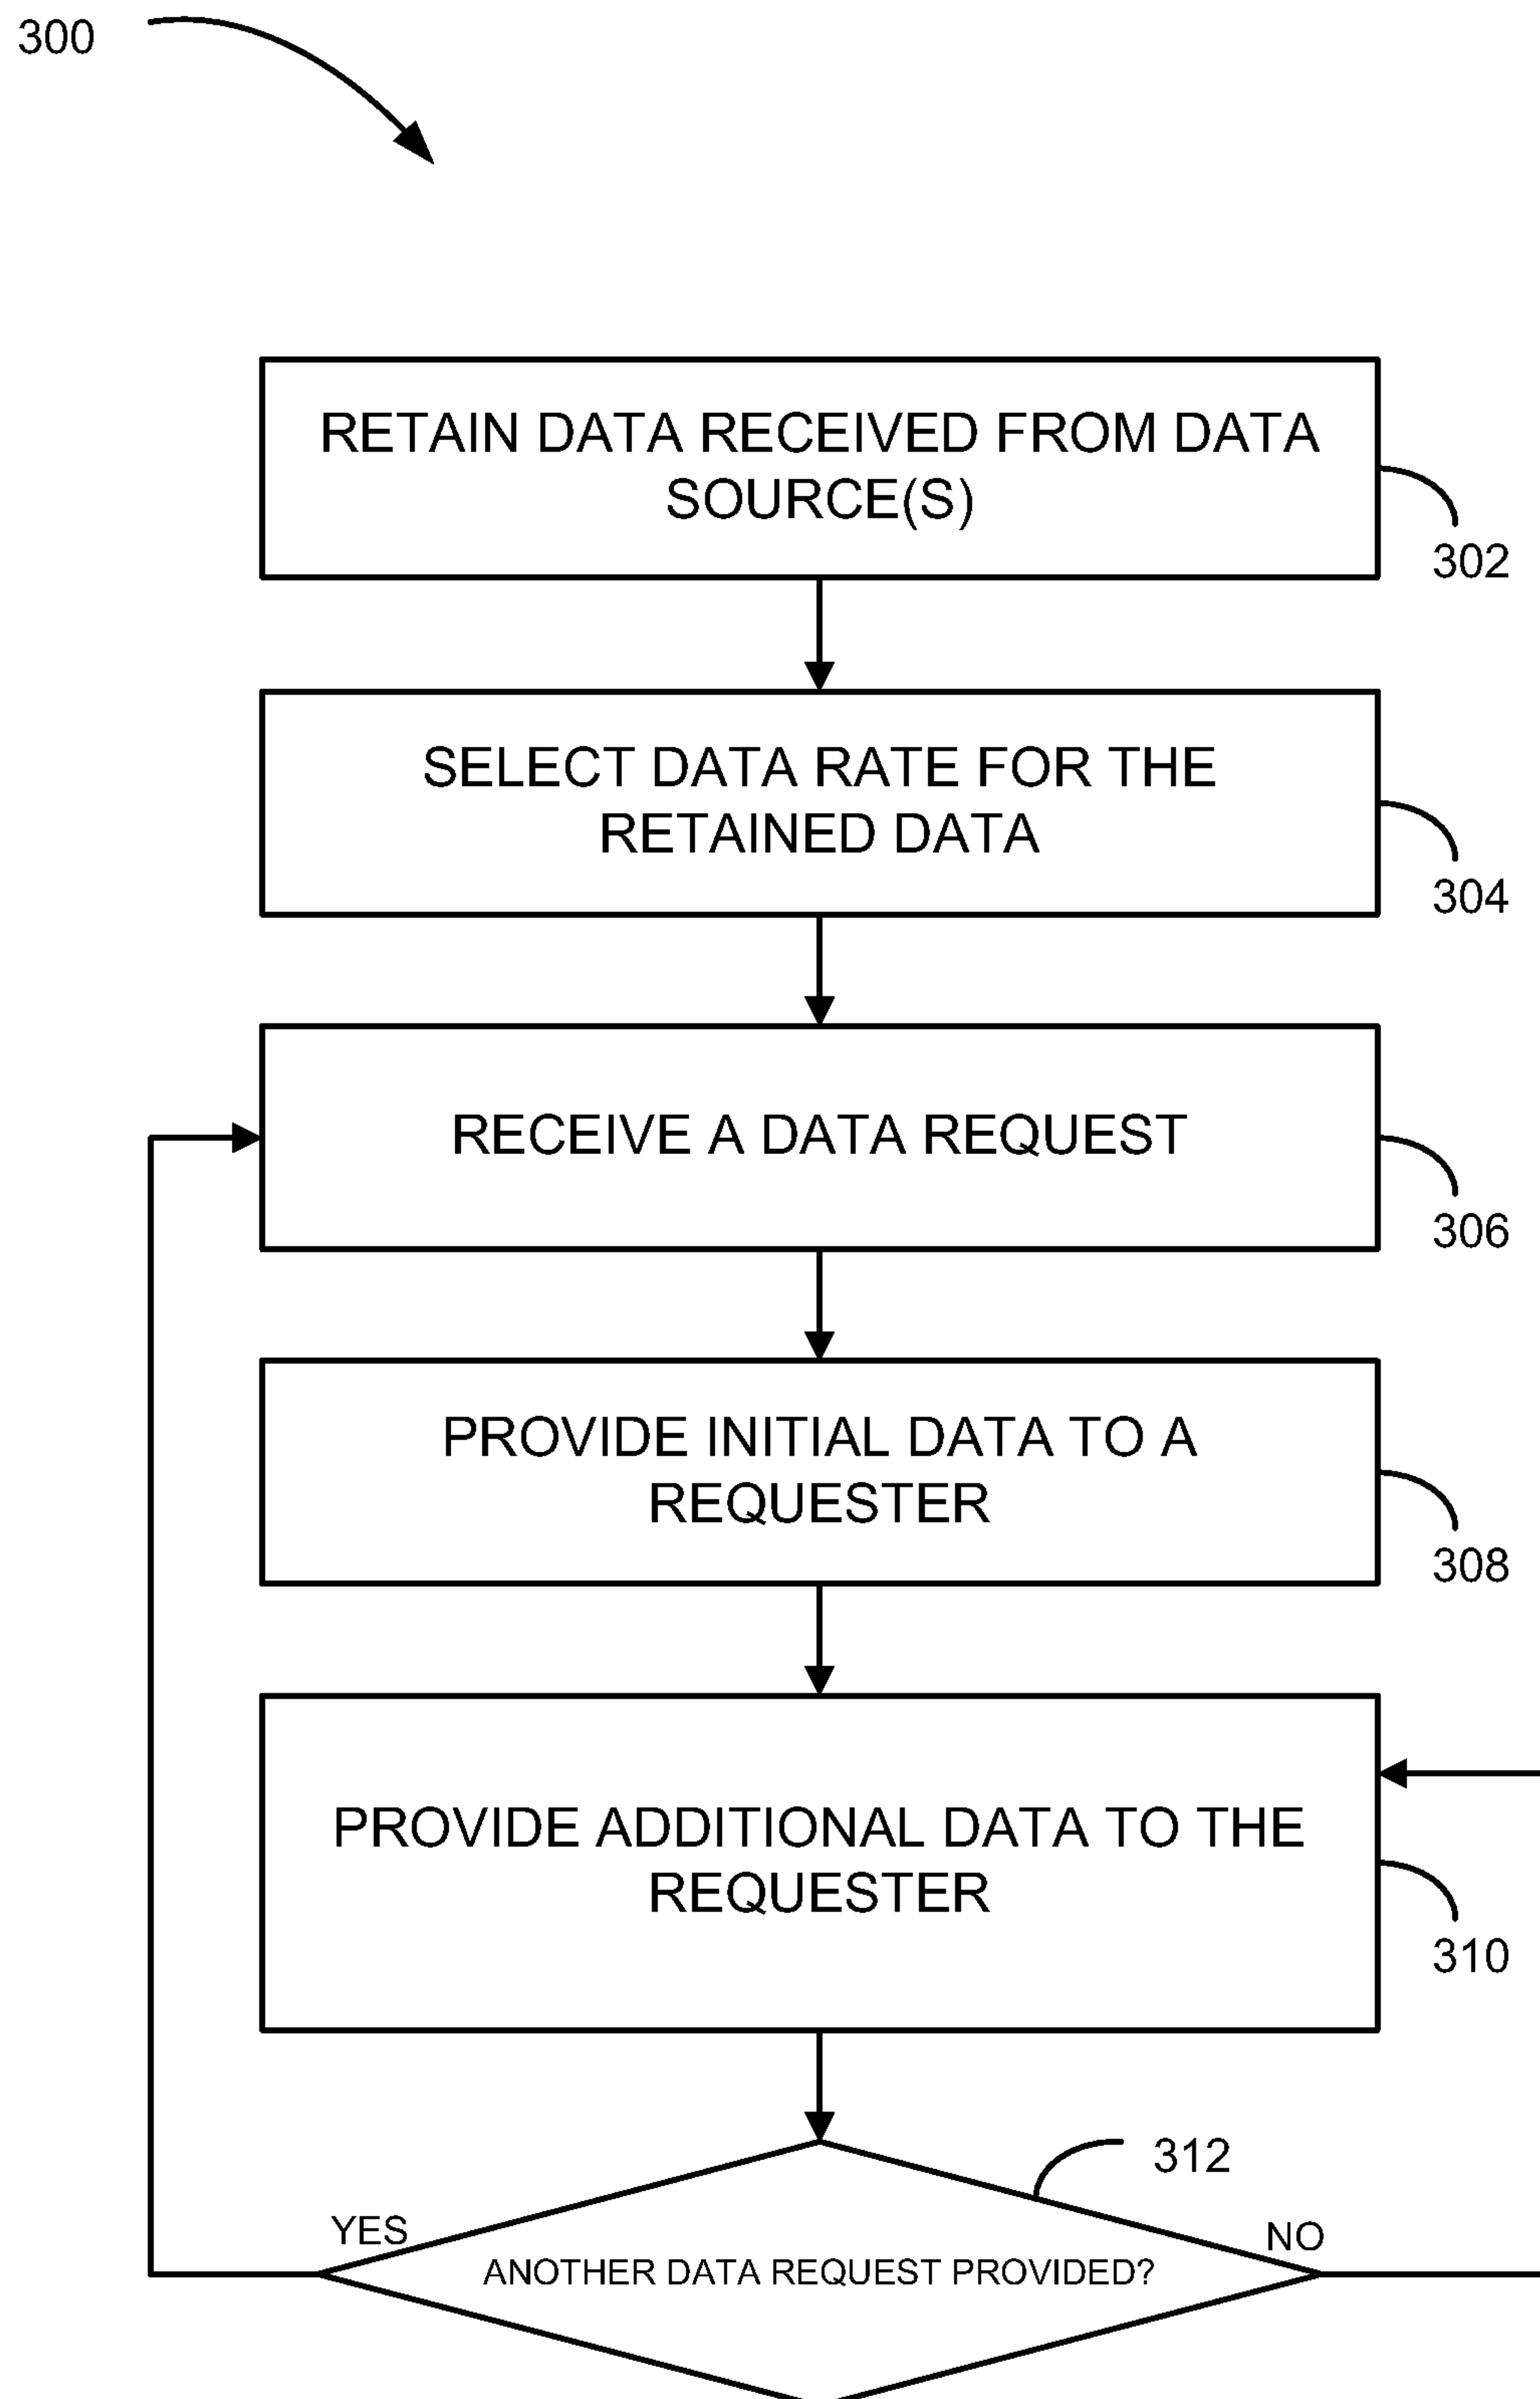 300
RETAIN DATA RECEIVED FROM DATA
SOURCE(S)
302
SELECT DATA RATE FOR THE
RETAINED DATA
304
RECEIVE A DATA REQUEST
306
PROVIDE INITIAL DATA TO A
REQUESTER
308
PROVIDE ADDITIONAL DATA TO THE
REQUESTER
310
312
YES
NO
ANOTHER DATA REQUEST PROVIDED?